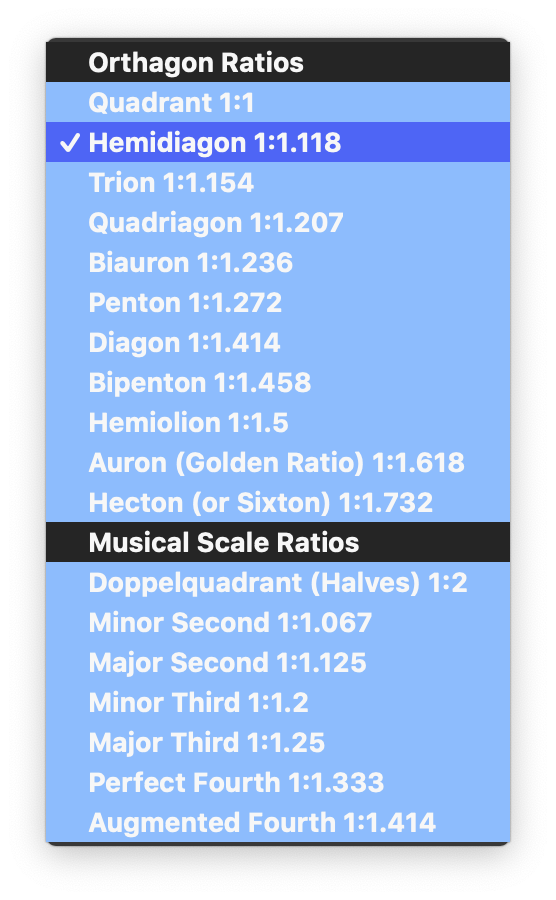 Orthagon Ratios
Quadrant 1:1
✓ Hemidiagon 1:1.118
Trion 1:1.154
Quadriagon 1:1.207
Biauron 1:1.236
Penton 1:1.272
Diagon 1:1.414
Bipenton 1:1.458
Hemiolion 1:1.5
Auron (Golden Ratio) 1:1.618
Hecton (or Sixton) 1:1.732
Musical Scale Ratios
Doppelquadrant (Halves) 1:2
Minor Second 1:1.067
Major Second 1:1.125
Minor Third 1:1.2
Major Third 1:1.25
Perfect Fourth 1:1.333
Augmented Fourth 1:1.414